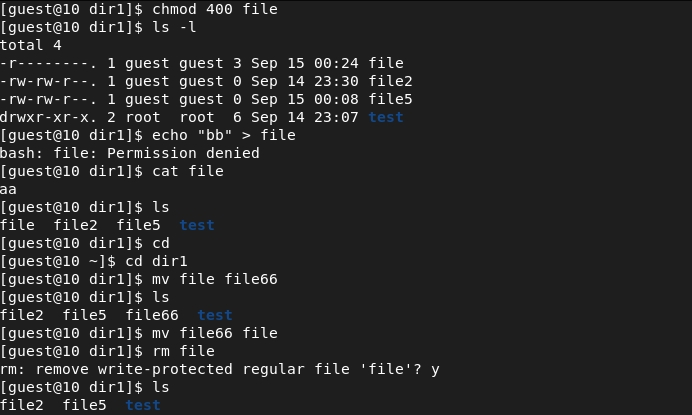 [guest@10 dir1]$ chmod 400 file
[guest@10 dir1]$ ls -l
total 4
-r--------. 1 guest guest 3 Sep 15 00:24 file
-rw-rw-r--. 1 guest guest 0 Sep 14 23:30 file2
-rw-rw-r--. 1 guest guest 0 Sep 15 00:08 file5
drwxr-xr-x. 2 root  root  6 Sep 14 23:07 test
[guest@10 dir1]$ echo "bb" > file
bash: file: Permission denied
[guest@10 dir1]$ cat file
aa
[guest@10 dir1]$ ls
file  file2  file5  test
[guest@10 dir1]$ cd
[guest@10 ~]$ cd dir1
[guest@10 dir1]$ mv file file66
[guest@10 dir1]$ ls
file2  file5  file66  test
[guest@10 dir1]$ mv file66 file
[guest@10 dir1]$ rm file
rm: remove write-protected regular file 'file'? y
[guest@10 dir1]$ ls
file2  file5  test